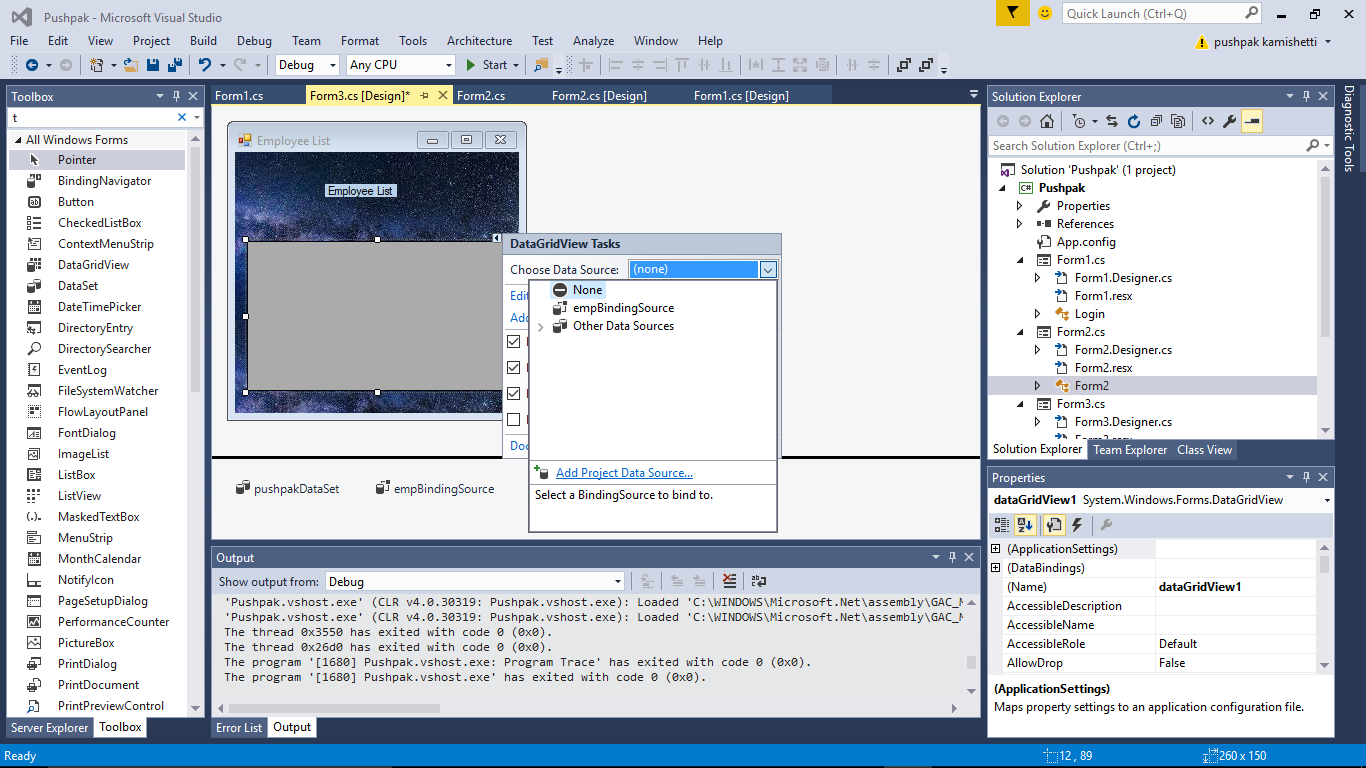 Pushpak - Microsoft Visual Studio
Quick Launch (Ctrl+Q)
File Edit View Project Build Debug Team Format Tools Architecture Test Analyze Window Help
pushpak kamishetti
Debug Any CPU Start
Toolbox
t
All Windows Forms
Pointer
BindingNavigator
Button
CheckedListBox
ContextMenuStrip
DataGridView
DataSet
DateTimePicker
DirectoryEntry
DirectorySearcher
EventLog
FileSystemWatcher
FlowLayoutPanel
FontDialog
ImageList
ListBox
ListView
MaskedTextBox
MenuStrip
MonthCalendar
NotifyIcon
PageSetupDialog
PerformanceCounter
PictureBox
PrintDialog
PrintDocument
PrintPreviewControl
Server Explorer Toolbox
Form1.cs Form3.cs [Design]* Form2.cs Form2.cs [Design] Form1.cs [Design]
Employee List
Employee List
DataGridView Tasks
Choose Data Source: (none)
None
empBindingSource
Other Data Sources
Add Project Data Source...
Select a BindingSource to bind to.
pushpakDataSet empBindingSource
Output
Show output from: Debug
'Pushpak.vshost.exe' (CLR v4.0.30319: Pushpak.vshost.exe): Loaded 'C:\WINDOWS\Microsoft.Net\assembly\GAC_M
'Pushpak.vshost.exe' (CLR v4.0.30319: Pushpak.vshost.exe): Loaded 'C:\WINDOWS\Microsoft.Net\assembly\GAC_M
The thread 0x3550 has exited with code 0 (0x0).
The thread 0x26d0 has exited with code 0 (0x0).
The program '[1680] Pushpak.vshost.exe: Program Trace' has exited with code 0 (0x0).
The program '[1680] Pushpak.vshost.exe' has exited with code 0 (0x0).
Error List Output
Solution Explorer
Search Solution Explorer (Ctrl+;)
Solution 'Pushpak' (1 project)
C# Pushpak
Properties
References
App.config
Form1.cs
Form1.Designer.cs
Form1.resx
Login
Form2.cs
Form2.Designer.cs
Form2.resx
Form2
Form3.cs
Form3.Designer.cs
Solution Explorer Team Explorer Class View
Properties
dataGridView1 System.Windows.Forms.DataGridView
(ApplicationSettings)
(DataBindings)
(Name) dataGridView1
AccessibleDescription
AccessibleName
AccessibleRole Default
AllowDrop False
(ApplicationSettings)
Maps property settings to an application configuration file.
Diagnostic Tools
Ready 12 , 89 260 x 150